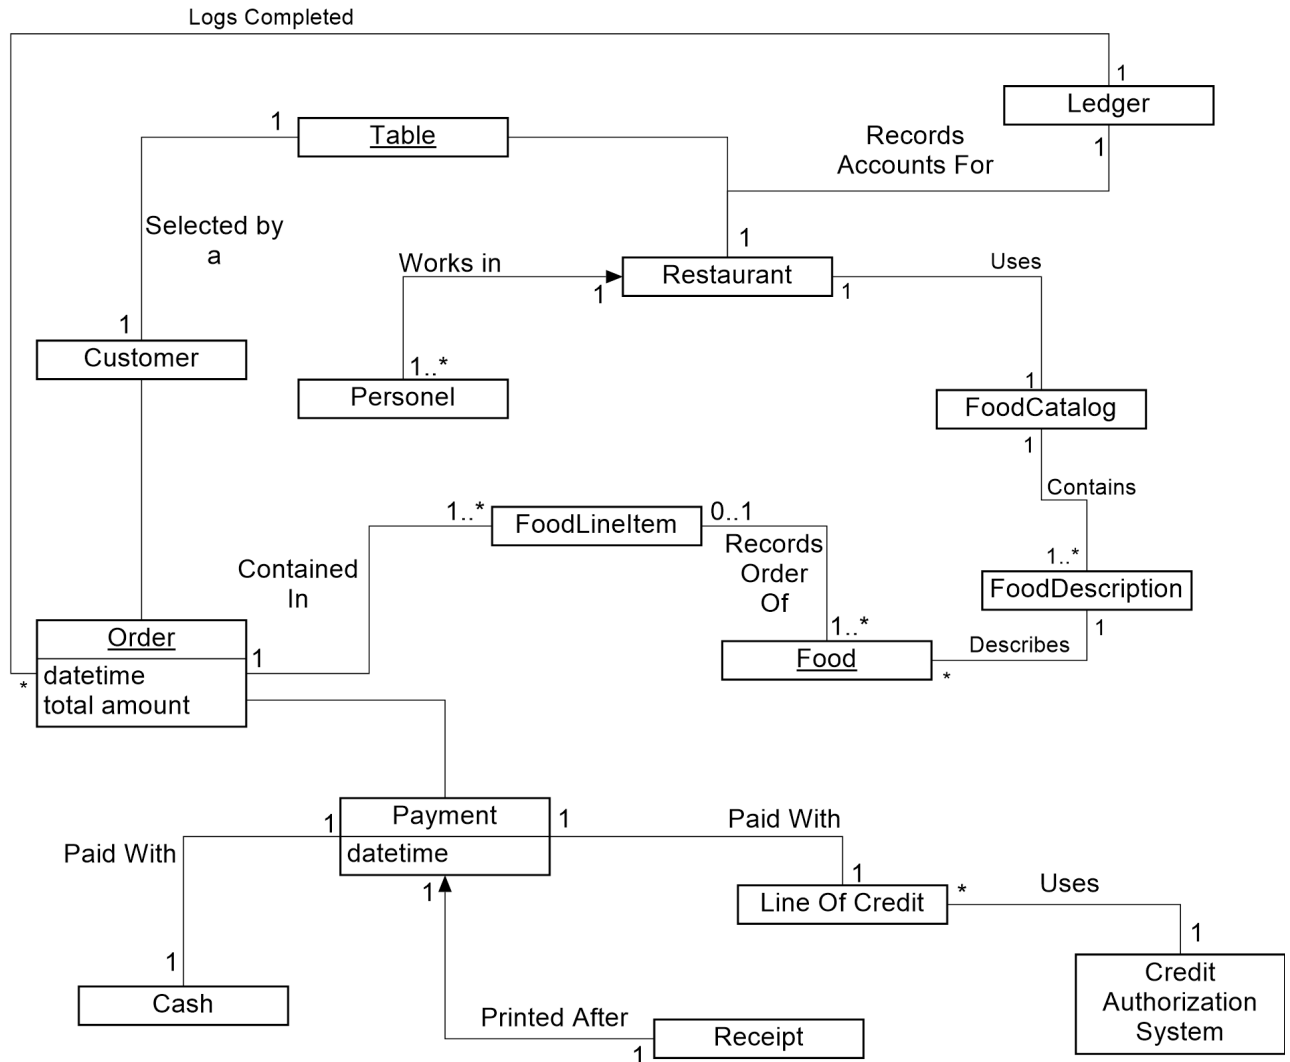 Logs Completed
1
Ledger
1
Table
1
Records
Accounts For
Selected by
a
1
Works in
Restaurant
1
1
Uses
1
Customer
1..*
Personel
1
FoodCatalog
1
Contains
1..*
FoodLineItem
0..1
Records
Order
Of
Contained
In
1..*
FoodDescription
1
1..*
Order
1
datetime
total amount
*
Food
Describes
*
Payment
datetime
1
1
Paid With
Paid With
1
1
Line Of Credit
*
Uses
1
1
Cash
Credit
Authorization
System
Printed After
1
Receipt